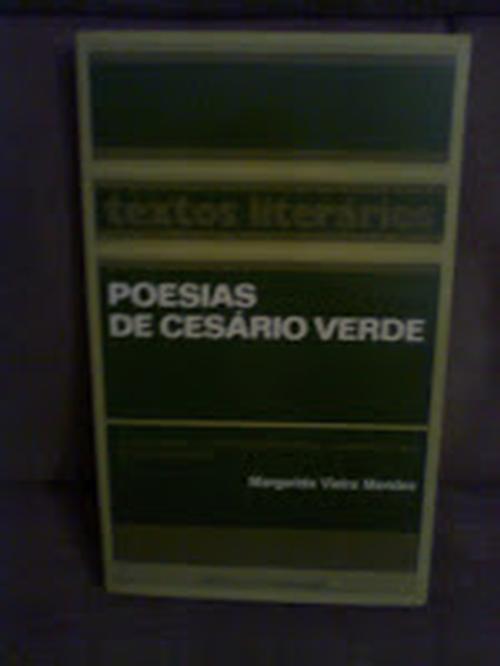 textos literários
POESIAS
DE CESÁRIO VERDE
Margarida Vieira Mendes